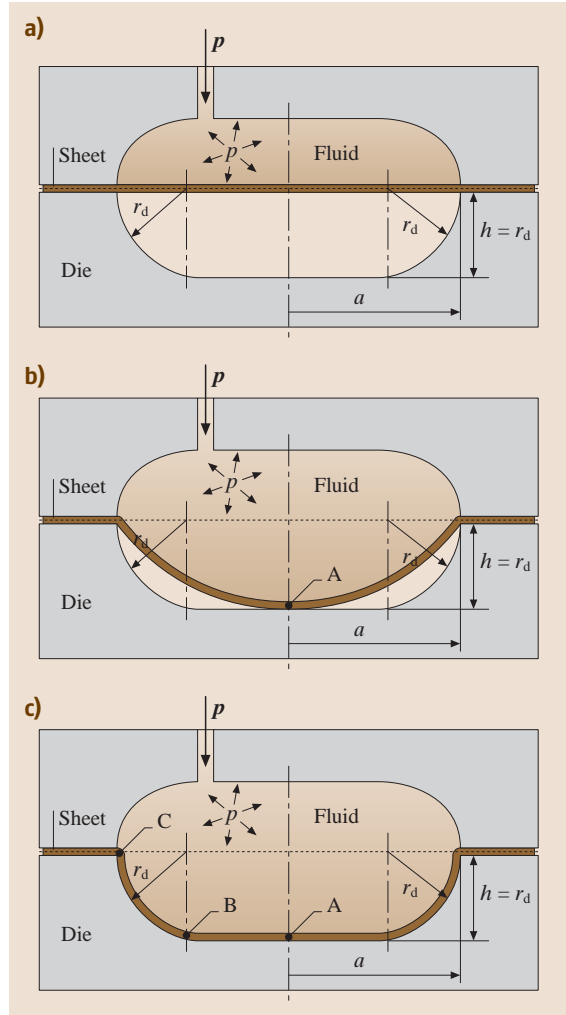 a)
p
Sheet
p
Fluid
r_d
r_d
h = r_d
Die
a
b)
p
Sheet
p
Fluid
r_d
A
r_d
h = r_d
Die
a
c)
p
Sheet
C
p
Fluid
r_d
r_d
B
A
h = r_d
Die
a